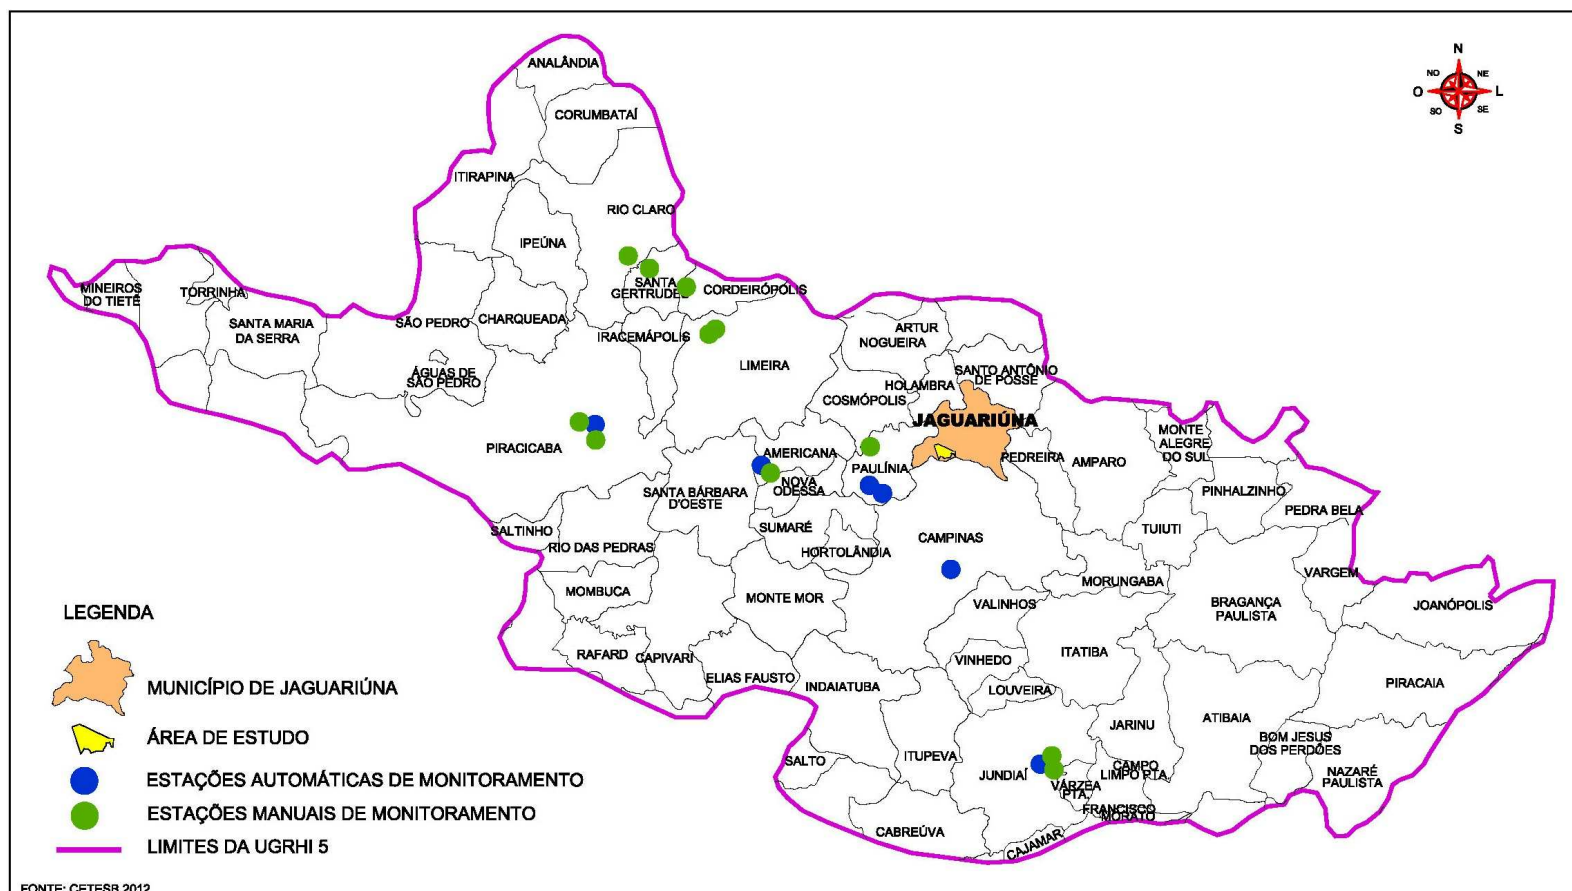 N
NO
NE
O
L
SO
SE
S
ANALÂNDIA
CORUMBATAÍ
ITIRAPINA
RIO CLARO
IPEÚNA
MINEIROS
DO TIETÊ
TORRINHA
SANTA
GERTRUDES
CORDEIRÓPOLIS
SANTA MARIA
DA SERRA
SÃO PEDRO
CHARQUEADA
IRACEMÁPOLIS
ARTUR
NOGUEIRA
LIMEIRA
ÁGUAS DE
SÃO PEDRO
HOLAMBRA
SANTO ANTÔNIO
DE POSSE
COSMÓPOLIS
JAGUARIÚNA
PIRACICABA
AMERICANA
PAULÍNIA
PEDREIRA
AMPARO
MONTE
ALEGRE
DO SUL
NOVA
ODESSA
SANTA BÁRBARA
D'OESTE
PINHALZINHO
PEDRA BELA
SALTINHO
SUMARÉ
TUIUTI
RIO DAS PEDRAS
HORTOLÂNDIA
CAMPINAS
VARGEM
MOMBUCA
MONTE MOR
MORUNGABA
VALINHOS
BRAGANÇA
PAULISTA
JOANÓPOLIS
LEGENDA
RAFARD
CAPIVARÍ
VINHEDO
ITATIBA
ELIAS FAUSTO
INDAIATUBA
LOUVEIRA
PIRACAIA
MUNICÍPIO DE JAGUARIÚNA
JARINU
ATIBAIA
ÁREA DE ESTUDO
BOM JESUS
DOS PERDÕES
ITUPEVA
SALTO
JUNDIAÍ
CAMPO
LIMPO PTA.
VÁRZEA
PTA.
NAZARÉ
PAULISTA
ESTAÇÕES AUTOMÁTICAS DE MONITORAMENTO
ESTAÇÕES MANUAIS DE MONITORAMENTO
FRANCISCO
MORATO
CABREÚVA
CAJAMAR
LIMITES DA UGRHI 5
FONTE: CETESB 2012